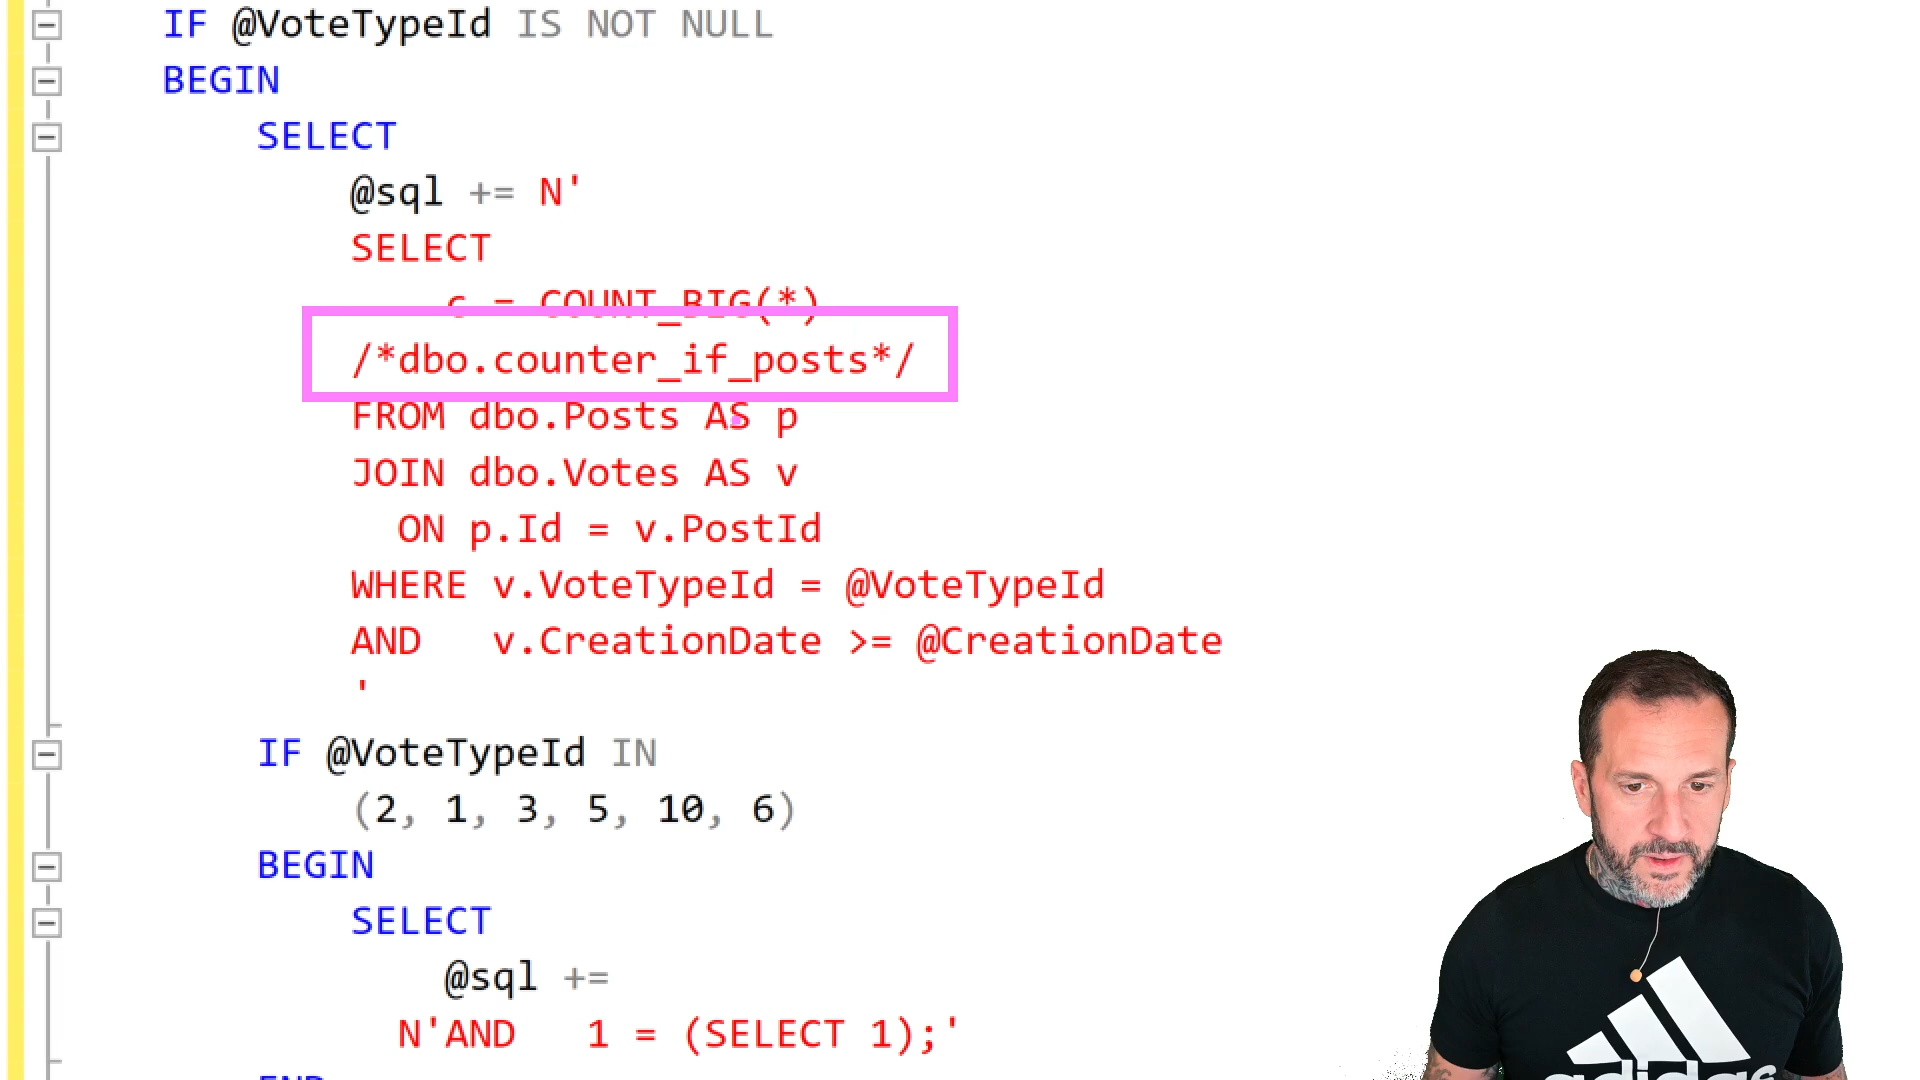 IF @VoteTypeId IS NOT NULL
BEGIN
SELECT
@sql += N'
SELECT
c = COUNT_BIG(*)
/*dbo.counter_if_posts*/
FROM dbo.Posts AS p
JOIN dbo.Votes AS v
ON p.Id = v.PostId
WHERE v.VoteTypeId = @VoteTypeId
AND v.CreationDate >= @CreationDate
'
IF @VoteTypeId IN
(2, 1, 3, 5, 10, 6)
BEGIN
SELECT
@sql +=
N'AND 1 = (SELECT 1);'
END
adidas